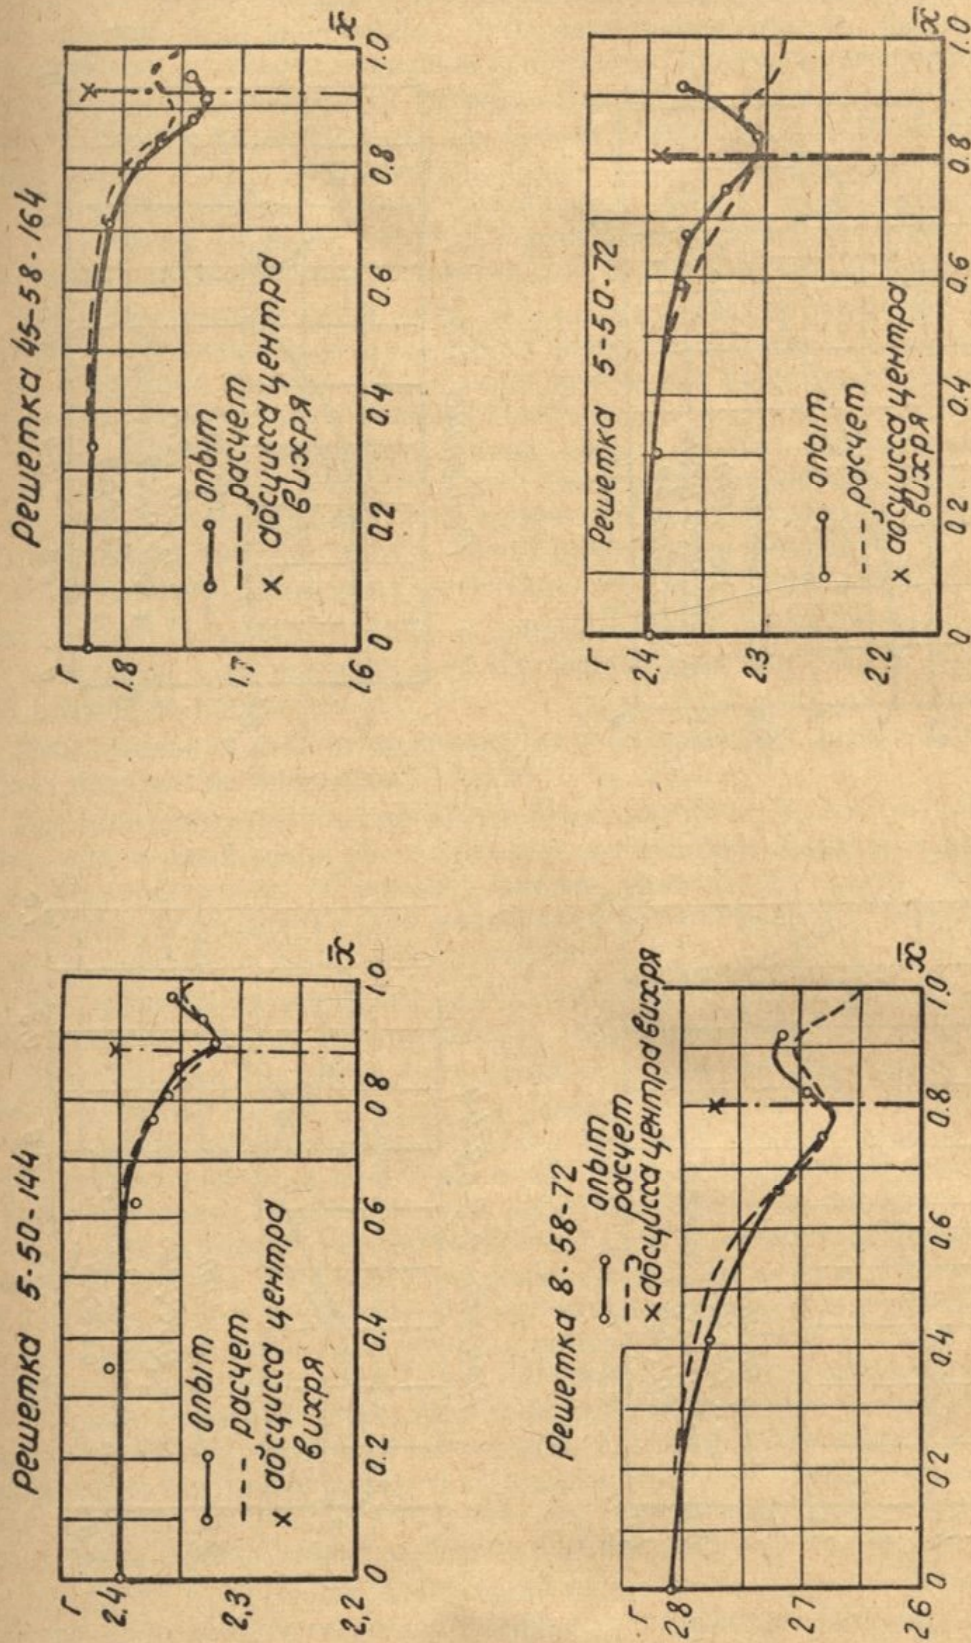 Решетка 5-50-144
Г
2,4
2,3
2,2
опыт
расчет
x абсцисса центра
вихря
0 0.2 0.4 0.6 0.8 1.0 x̄
Решетка 45-58-164
Г
1.8
1.7
1.6
опыт
расчет
x абсцисса центра
вихря
0 0.2 0.4 0.6 0.8 1.0 x̄
Решетка 8-58-72
опыт
расчет
x абсцисса центра вихря
Г
2.8
2.7
2.6
0 0.2 0.4 0.6 0.8 1.0 x̄
Решетка 5-50-72
Г
2.4
2.3
2.2
опыт
расчет
x абсцисса центра
вихря
0 0.2 0.4 0.6 0.8 1.0 x̄